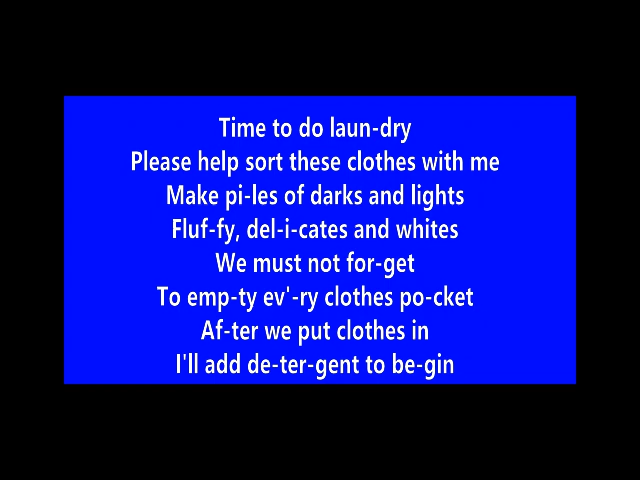 Time to do laun-dry
Please help sort these clothes with me
Make pi-les of darks and lights
Fluf-fy, del-i-cates and whites
We must not for-get
To emp-ty ev'-ry clothes po-cket
Af-ter we put clothes in
I'll add de-ter-gent to be-gin